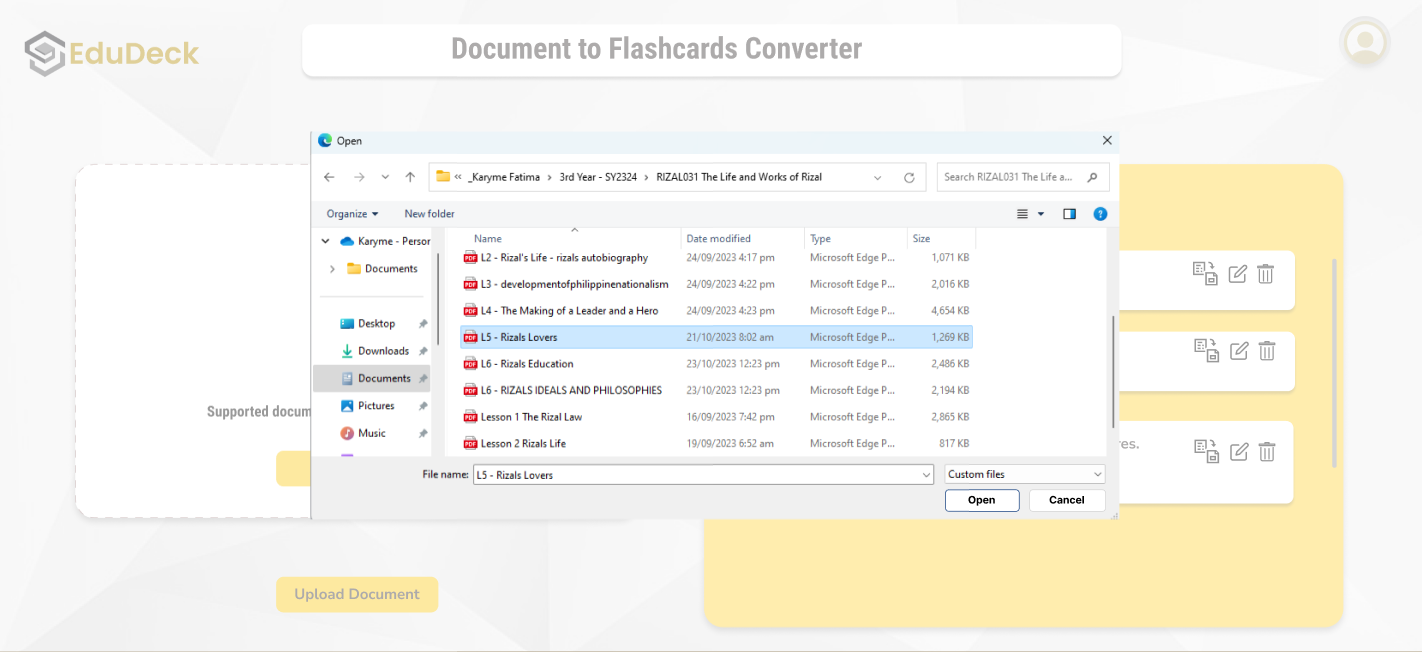 EduDeck
Document to Flashcards Converter
Open
« _Karyme Fatima > 3rd Year - SY2324 > RIZAL031 The Life and Works of Rizal
Search RIZAL031 The Life a...
Organize
New folder
Karyme - Person
Documents
Desktop
Downloads
Documents
Pictures
Music
Name Date modified Type Size
L2 - Rizal's Life - rizals autobiography 24/09/2023 4:17 pm Microsoft Edge P... 1,071 KB
L3 - developmentofphilippinenationalism 24/09/2023 4:22 pm Microsoft Edge P... 2,016 KB
L4 - The Making of a Leader and a Hero 24/09/2023 4:23 pm Microsoft Edge P... 4,654 KB
L5 - Rizals Lovers 21/10/2023 8:02 am Microsoft Edge P... 1,269 KB
L6 - Rizals Education 23/10/2023 12:23 pm Microsoft Edge P... 2,486 KB
L6 - RIZALS IDEALS AND PHILOSOPHIES 23/10/2023 12:23 pm Microsoft Edge P... 2,194 KB
Lesson 1 The Rizal Law 16/09/2023 7:42 pm Microsoft Edge P... 2,865 KB
Lesson 2 Rizals Life 19/09/2023 6:52 am Microsoft Edge P... 817 KB
File name: L5 - Rizals Lovers
Custom files
Open
Cancel
Supported docum
res.
Upload Document